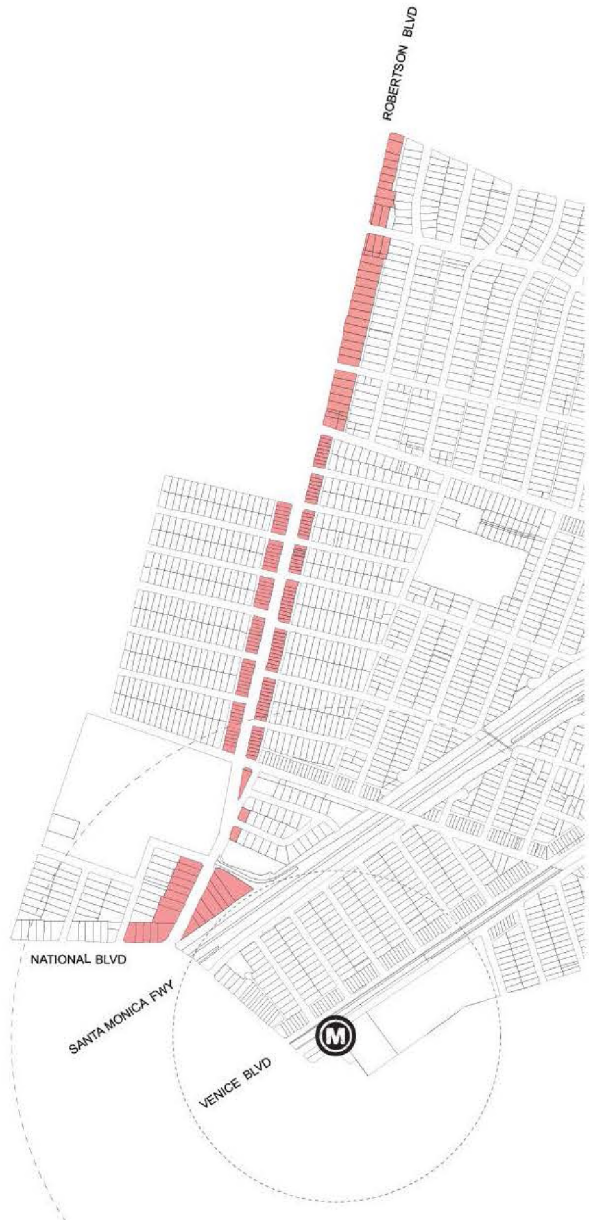 ROBERTSON BLVD
NATIONAL BLVD
SANTA MONICA FWY
VENICE BLVD
M